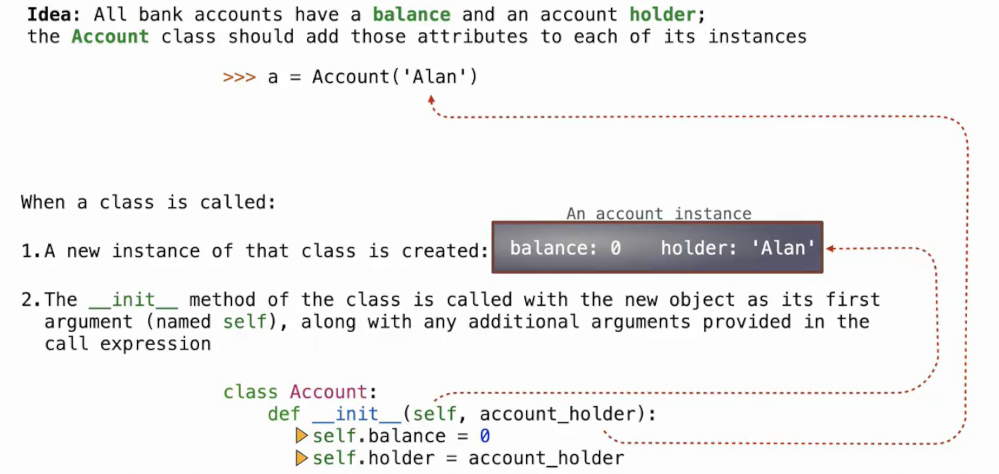 Idea: All bank accounts have a balance and an account holder;
the Account class should add those attributes to each of its instances
>>> a = Account('Alan')
When a class is called:
An account instance
1.A new instance of that class is created: balance: 0 holder: 'Alan'
2.The __init__ method of the class is called with the new object as its first
argument (named self), along with any additional arguments provided in the
call expression
class Account:
def __init__(self, account_holder):
self.balance = 0
self.holder = account_holder